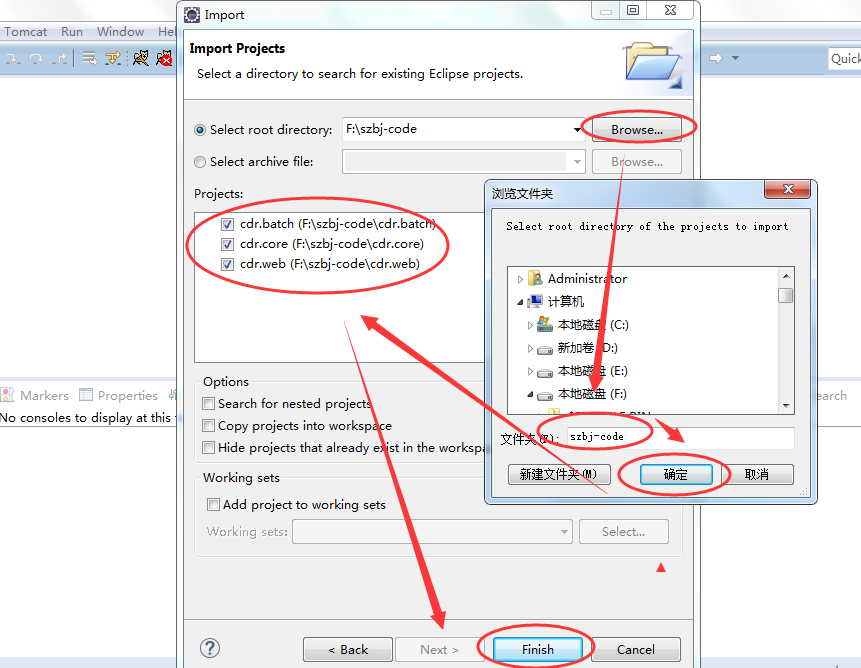 Import
Tomcat Run Window Hel
Quick
Import Projects
Select a directory to search for existing Eclipse projects.
Select root directory: F:\szbj-code Browse...
Select archive file: Browse...
Projects:
cdr.batch (F:\szbj-code\cdr.batch)
cdr.core (F:\szbj-code\cdr.core)
cdr.web (F:\szbj-code\cdr.web)
浏览文件夹
Select root directory of the projects to import
Administrator
计算机
本地磁盘 (C:)
新加卷 (D:)
本地磁盘 (E:)
本地磁盘 (F:)
文件夹(F): szbj-code
新建文件夹(M) 确定 取消
Options
Search for nested projects
Copy projects into workspace
Hide projects that already exist in the workspa
Working sets
Add project to working sets
Working sets: Select...
Markers Properties
No consoles to display at this
earch
? < Back Next > Finish Cancel